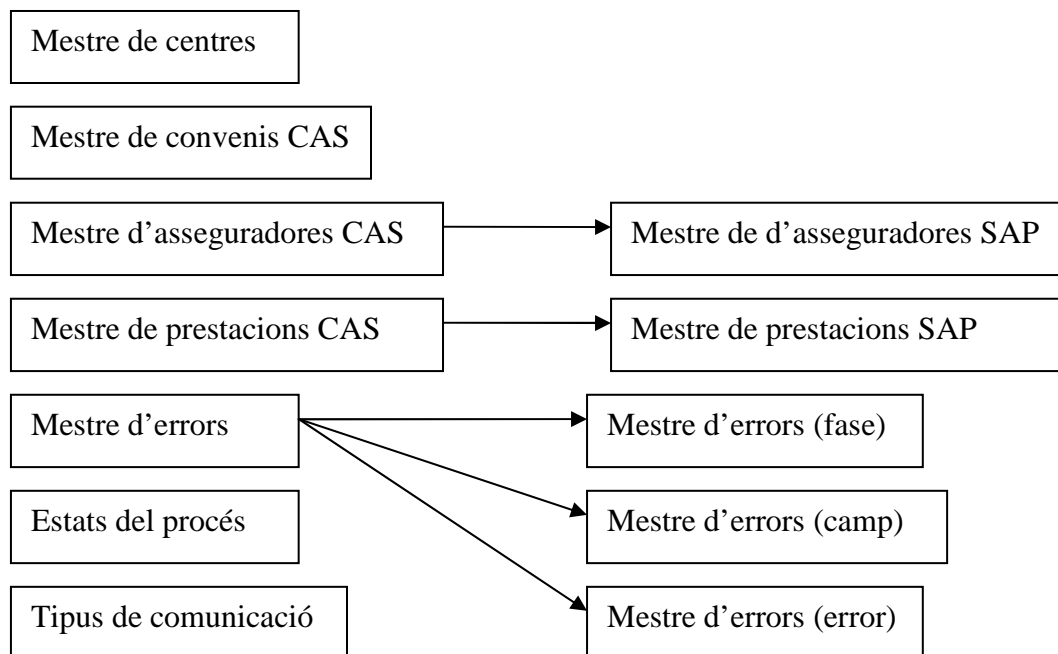 Mestre de centres
Mestre de convenis CAS
Mestre d’asseguradores CAS
Mestre de d’asseguradores SAP
Mestre de prestacions CAS
Mestre de prestacions SAP
Mestre d’errors
Mestre d’errors (fase)
Estats del procés
Mestre d’errors (camp)
Tipus de comunicació
Mestre d’errors (error)